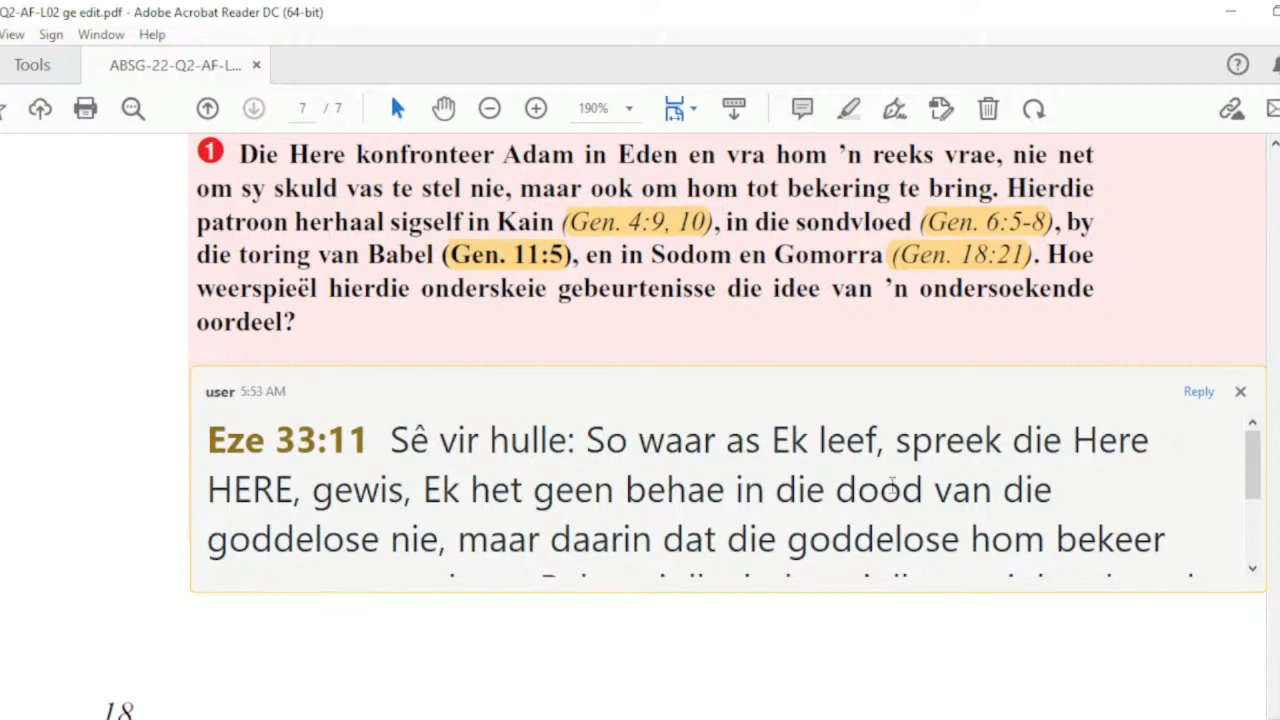 Q2-AF-L02 ge edit.pdf - Adobe Acrobat Reader DC (64-bit)
View Sign Window Help
Tools ABSG-22-Q2-AF-L... ×
7 / 7 190%
1 Die Here konfronteer Adam in Eden en vra hom ’n reeks vrae, nie net
om sy skuld vas te stel nie, maar ook om hom tot bekering te bring. Hierdie
patroon herhaal sigself in Kain (Gen. 4:9, 10), in die sondvloed (Gen. 6:5-8), by
die toring van Babel (Gen. 11:5), en in Sodom en Gomorra (Gen. 18:21). Hoe
weerspieël hierdie onderskeie gebeurtenisse die idee van ’n ondersoekende
oordeel?
user 5:53 AM Reply
Eze 33:11 Sê vir hulle: So waar as Ek leef, spreek die Here
HERE, gewis, Ek het geen behae in die dood van die
goddelose nie, maar daarin dat die goddelose hom bekeer
18